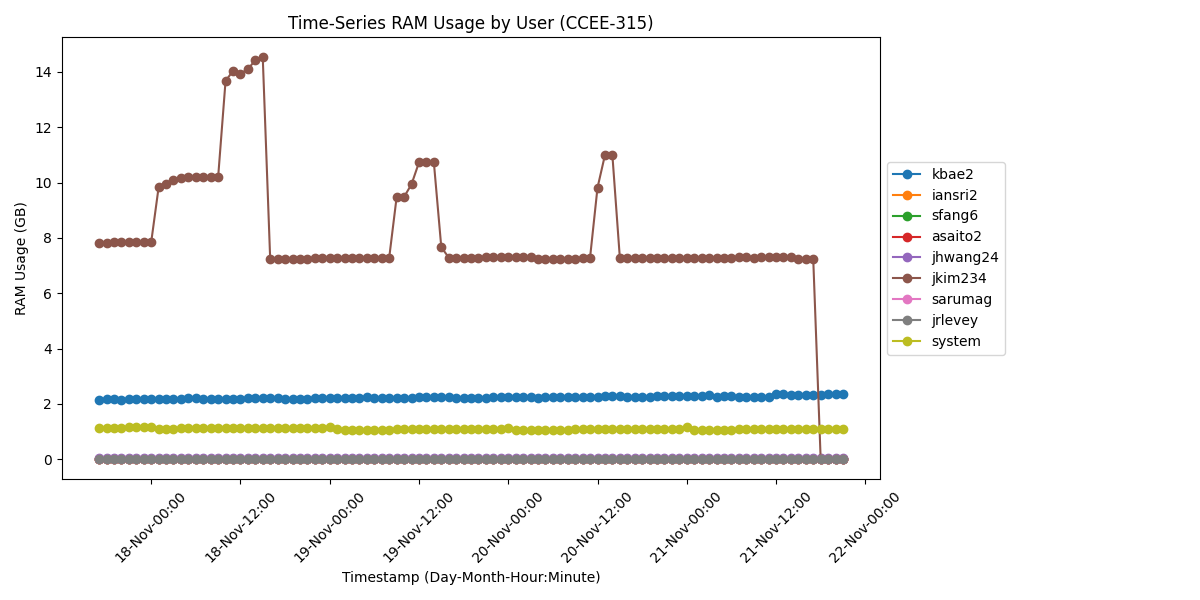 Time-Series RAM Usage by User (CCEE-315)
RAM Usage (GB)
14
12
10
8
6
4
2
0
18-Nov-00:00
18-Nov-12:00
19-Nov-00:00
19-Nov-12:00
20-Nov-00:00
20-Nov-12:00
21-Nov-00:00
21-Nov-12:00
22-Nov-00:00
Timestamp (Day-Month-Hour:Minute)
kbae2
iansri2
sfang6
asaito2
jhwang24
jkim234
sarumag
jrlevey
system